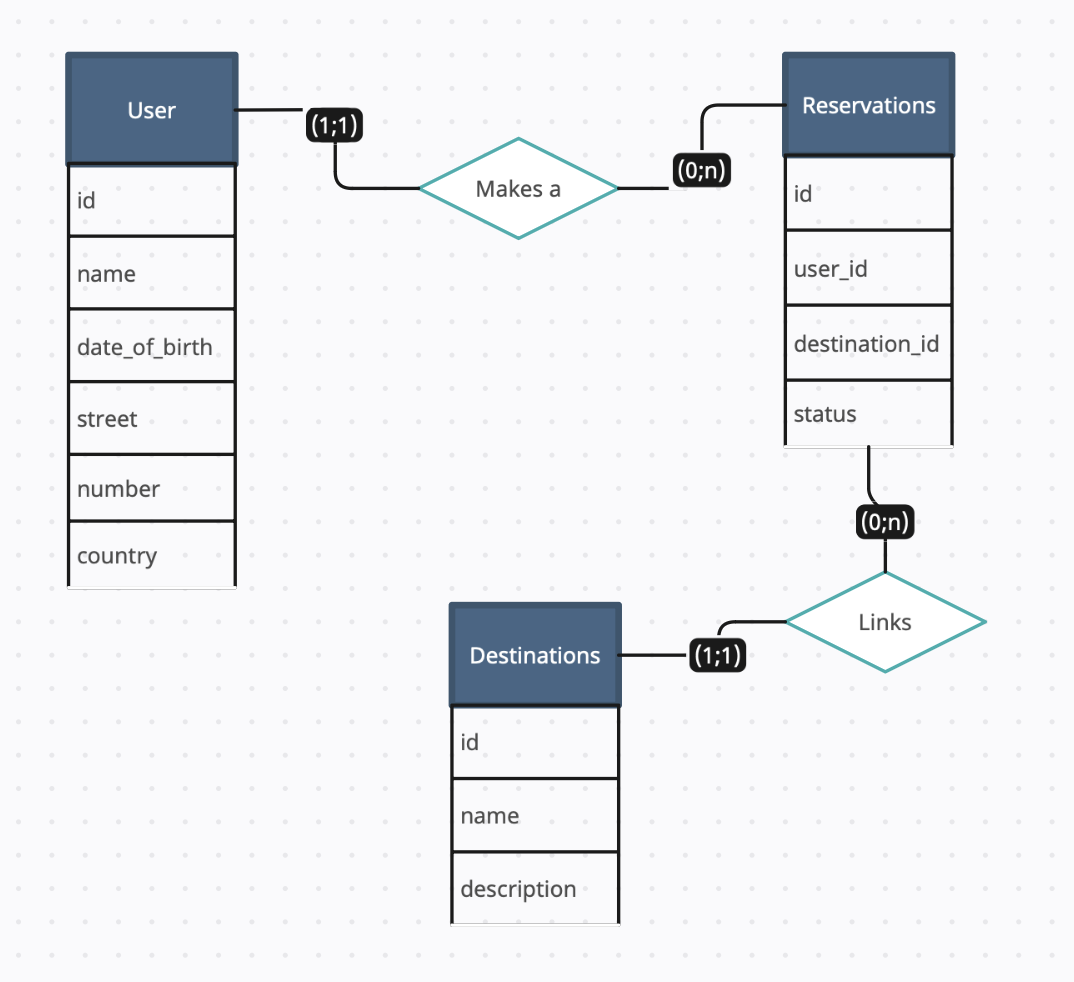 User
id
name
date_of_birth
street
number
country
(1;1)
Makes a
(0;n)
Reservations
id
user_id
destination_id
status
(0;n)
Links
(1;1)
Destinations
id
name
description